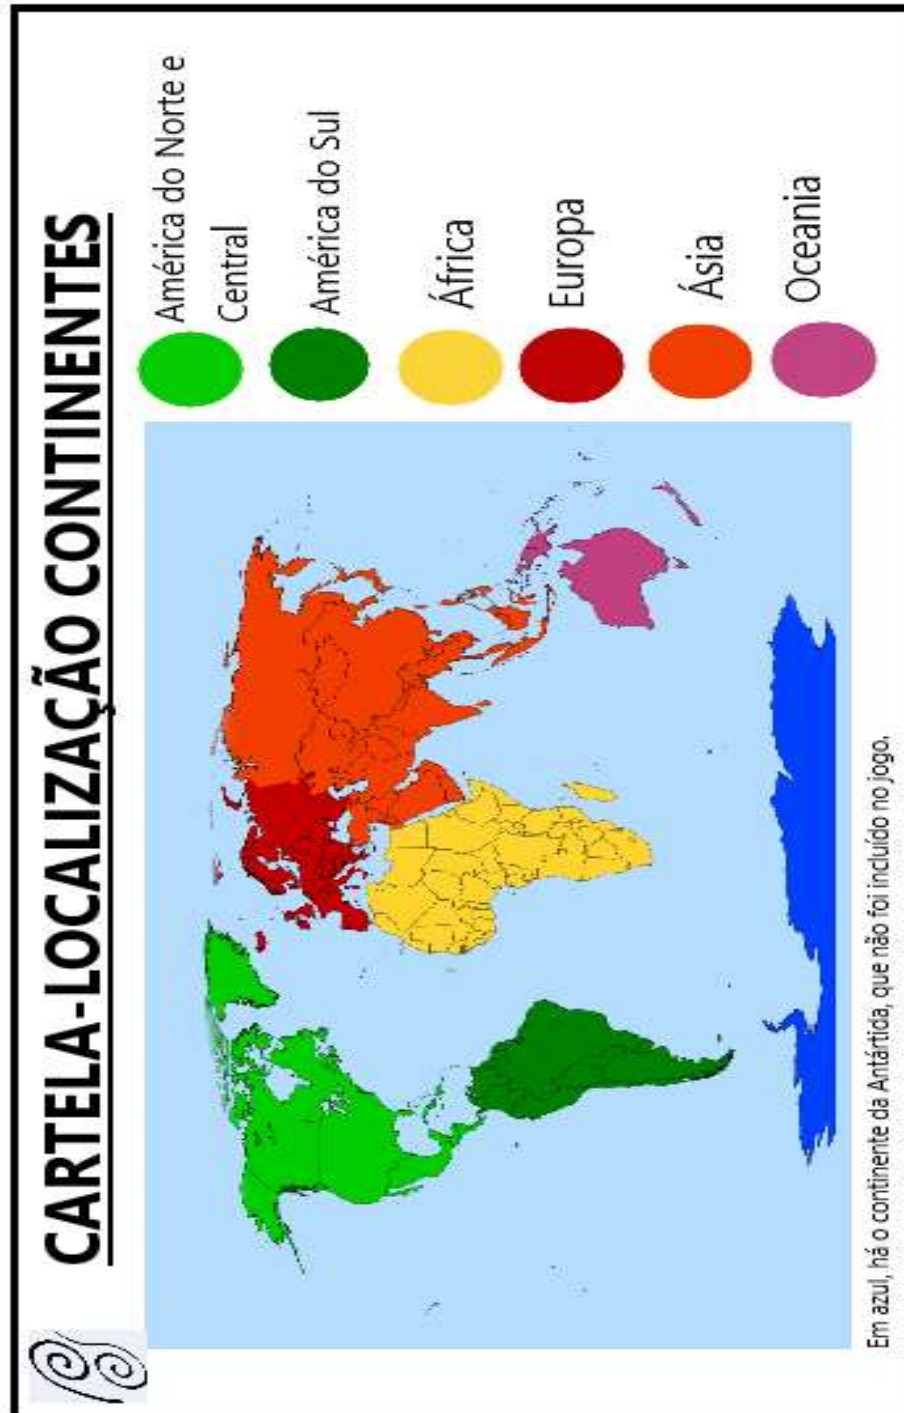 CARTELA-LOCALIZAÇÃO CONTINENTES
América do Norte e
Central
América do Sul
África
Europa
Ásia
Oceania
Em azul, há o continente da Antártida, que não foi incluído no jogo.